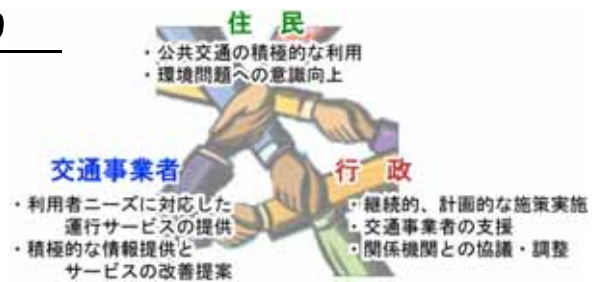 住 民
・公共交通の積極的な利用
・環境問題への意識向上
交通事業者
・利用者ニーズに対応した
運行サービスの提供
・積極的な情報提供と
サービスの改善提案
行 政
・継続的、計画的な施策実施
・交通事業者の支援
・関係機関との協議・調整